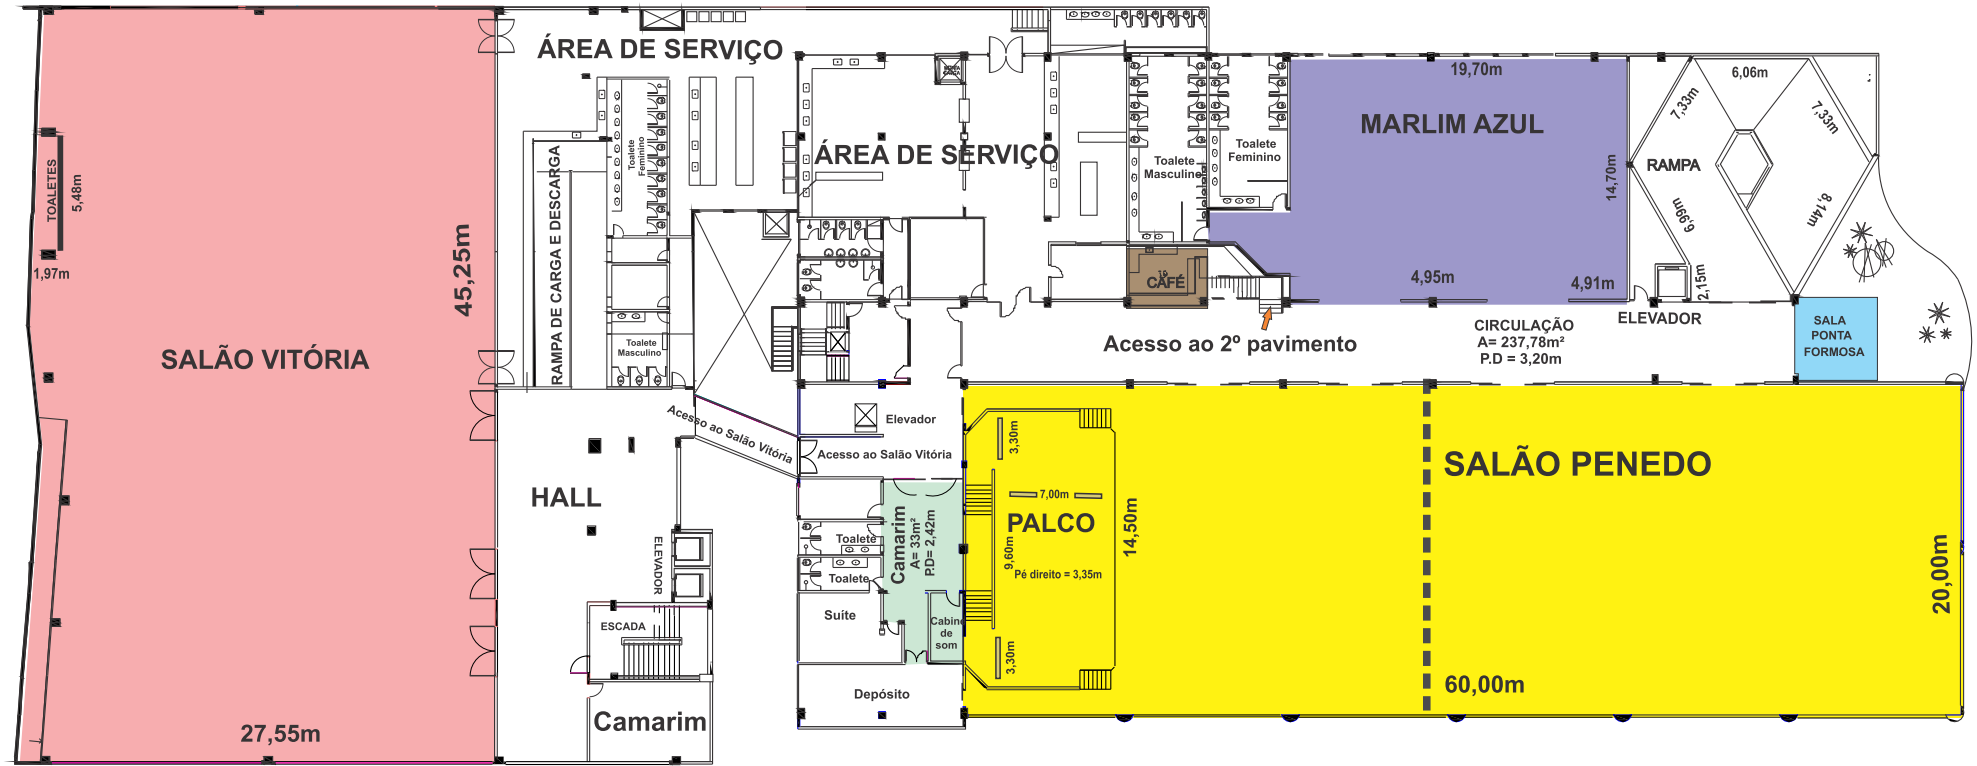 ÁREA DE SERVIÇO
TOALETES
5,48m
1,97m
45,25m
SALÃO VITÓRIA
27,55m
RAMPA DE CARGA E DESCARGA
Toalete
Feminino
Toalete
Masculino
HALL
Acesso ao Salão Vitória
ELEVADOR
ESCADA
Camarim
ÁREA DE SERVIÇO
Toalete
Masculino
Toalete
Feminino
CAFÉ
Elevador
Acesso ao Salão Vitória
Camarim
A= 33m²
P.D= 2,42m
Toalete
Toalete
Suíte
Cabine
de
som
Depósito
19,70m
MARLIM AZUL
14,70m
4,95m
4,91m
6,06m
7,33m
7,33m
RAMPA
6,99m
8,14m
2,15m
ELEVADOR
CIRCULAÇÃO
A= 237,78m²
P.D = 3,20m
Acesso ao 2º pavimento
SALA
PONTA
FORMOSA
3,30m
7,00m
PALCO
9,60m
Pé direito = 3,35m
3,30m
14,50m
SALÃO PENEDO
20,00m
60,00m